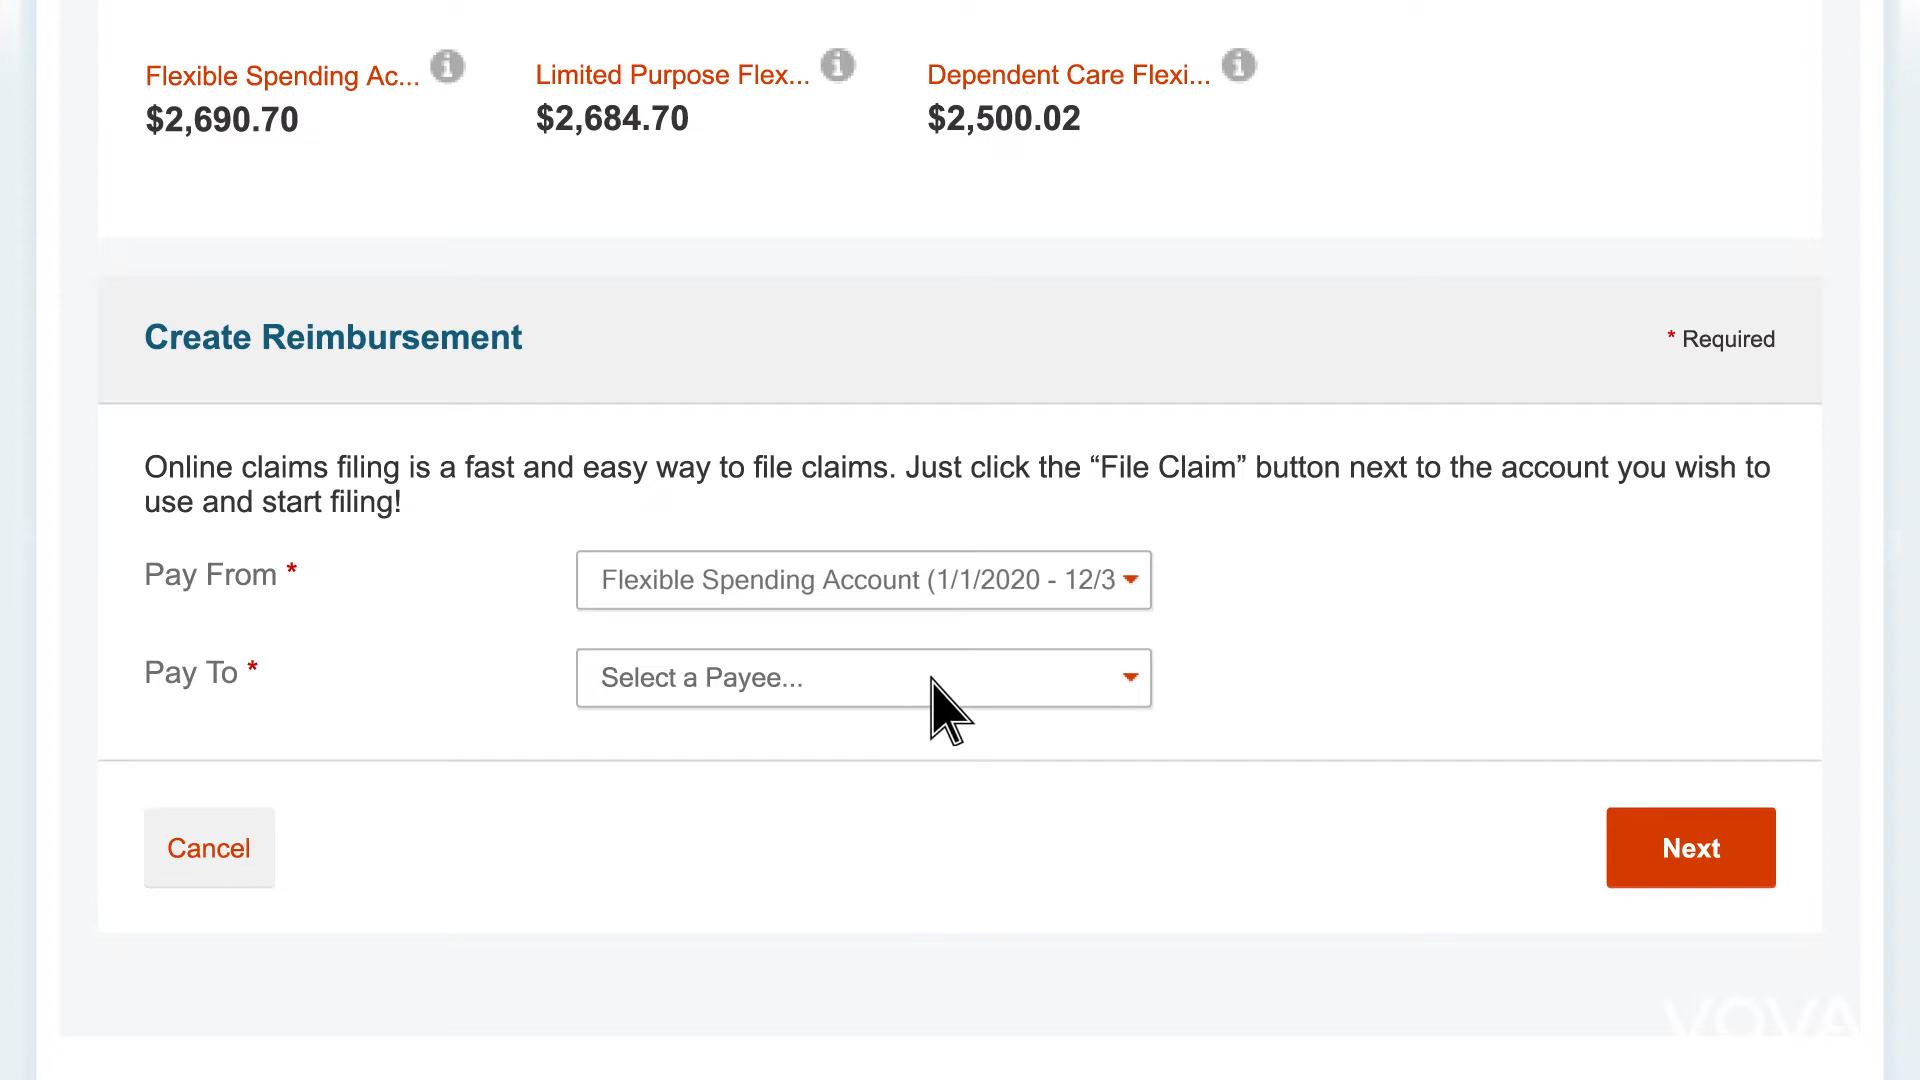 Flexible Spending Ac... Limited Purpose Flex... Dependent Care Flexi...
$2,690.70 $2,684.70 $2,500.02
Create Reimbursement * Required
Online claims filing is a fast and easy way to file claims. Just click the “File Claim” button next to the account you wish to
use and start filing!
Pay From * Flexible Spending Account (1/1/2020 - 12/3
Pay To * Select a Payee...
Cancel Next
VOYA